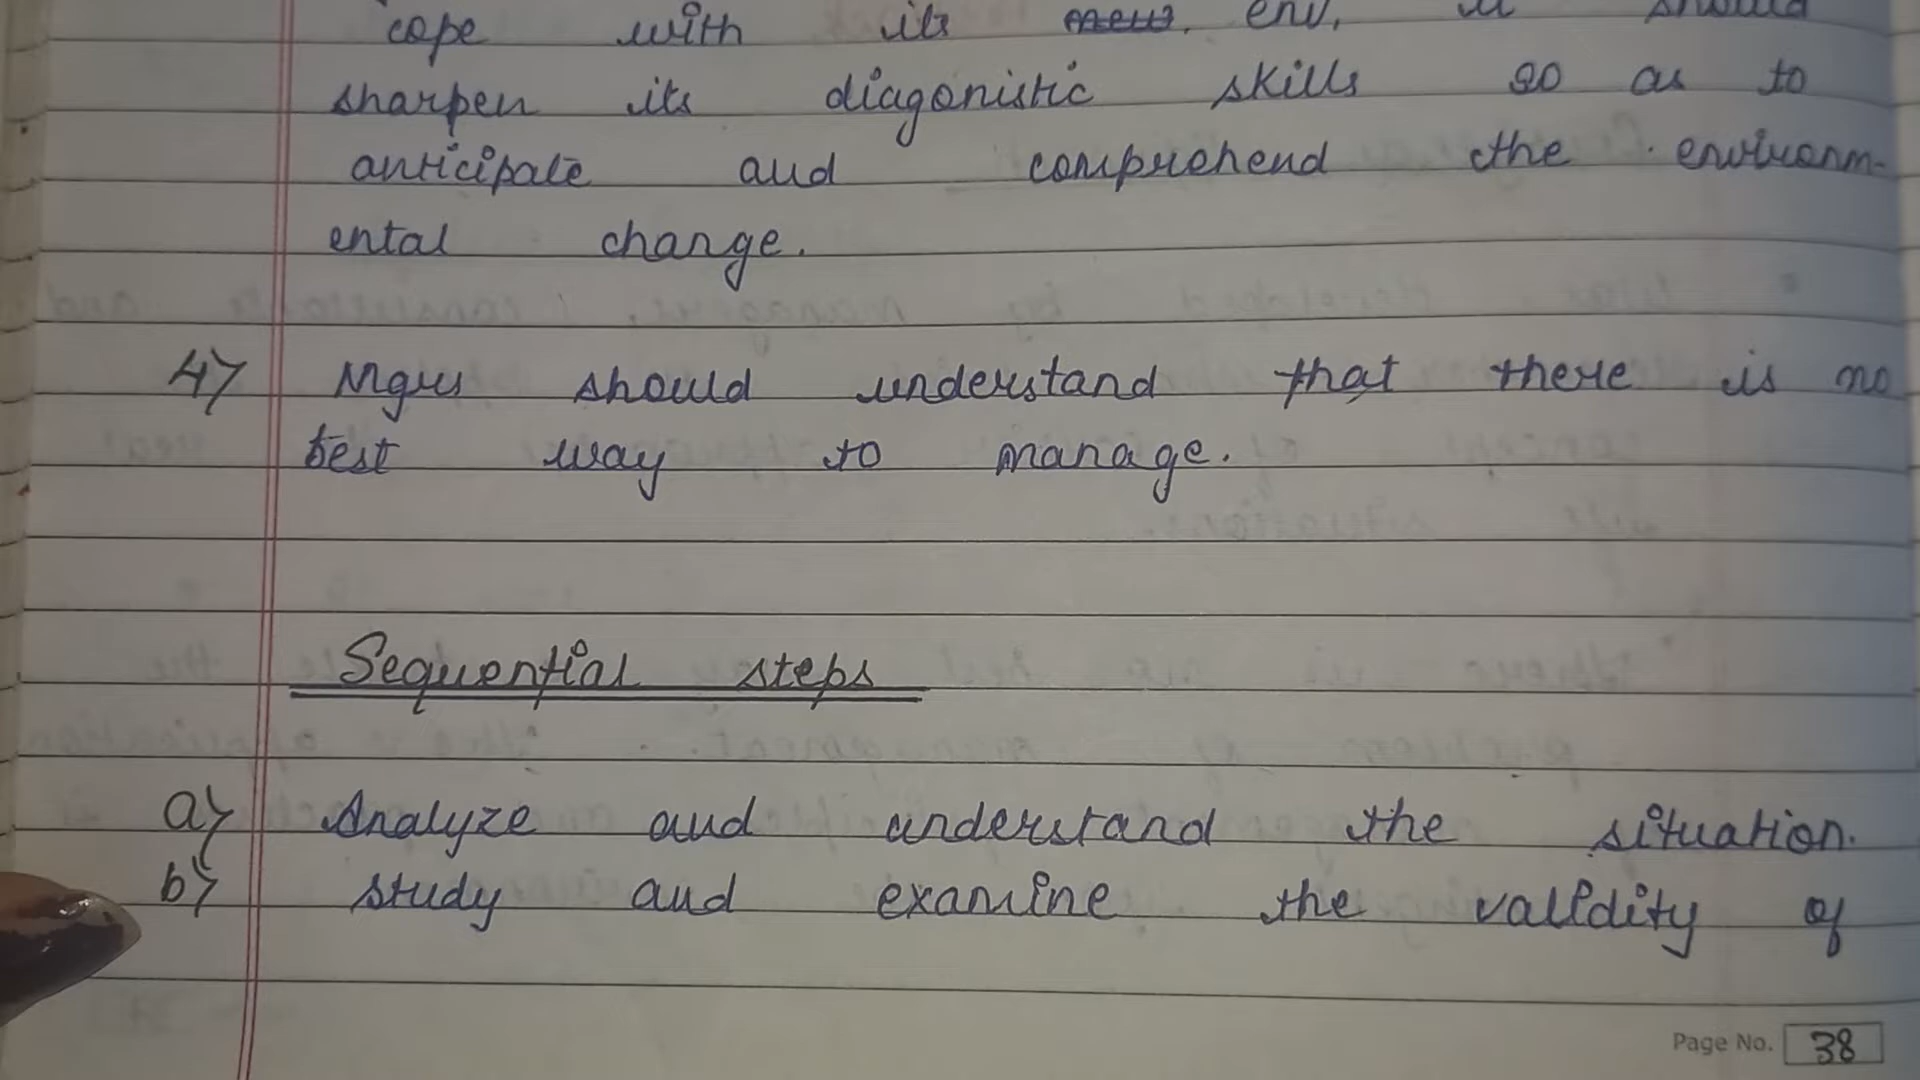 cope with its new. env. it should
sharpen its diagonistic skills so as to
anticipate and comprehend the environm-
ental change.
4) Mgrs should understand that there is no
best way to manage.
Sequential steps
a) Analyze and understand the situation.
b) study and examine the validity of
Page No. 38